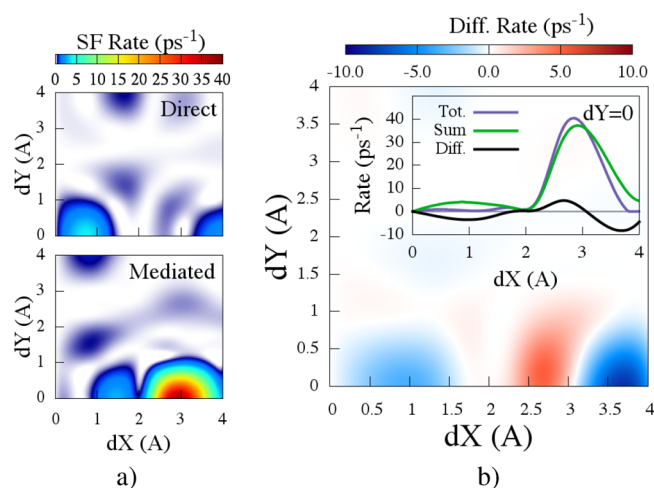 SF Rate (ps⁻¹)
0 5 10 15 20 25 30 35 40
Direct
dY (A)
4
3
2
1
0
Mediated
dY (A)
4
3
2
1
0
0 1 2 3 4
dX (A)
a)
Diff. Rate (ps⁻¹)
-10.0 -5.0 0.0 5.0 10.0
dY (A)
4
3.5
3
2.5
2
1.5
1
0.5
0
Tot.
Sum
Diff.
dY=0
Rate (ps⁻¹)
40
30
20
10
0
-10
0 1 2 3 4
dX (A)
0 0.5 1 1.5 2 2.5 3 3.5 4
dX (A)
b)